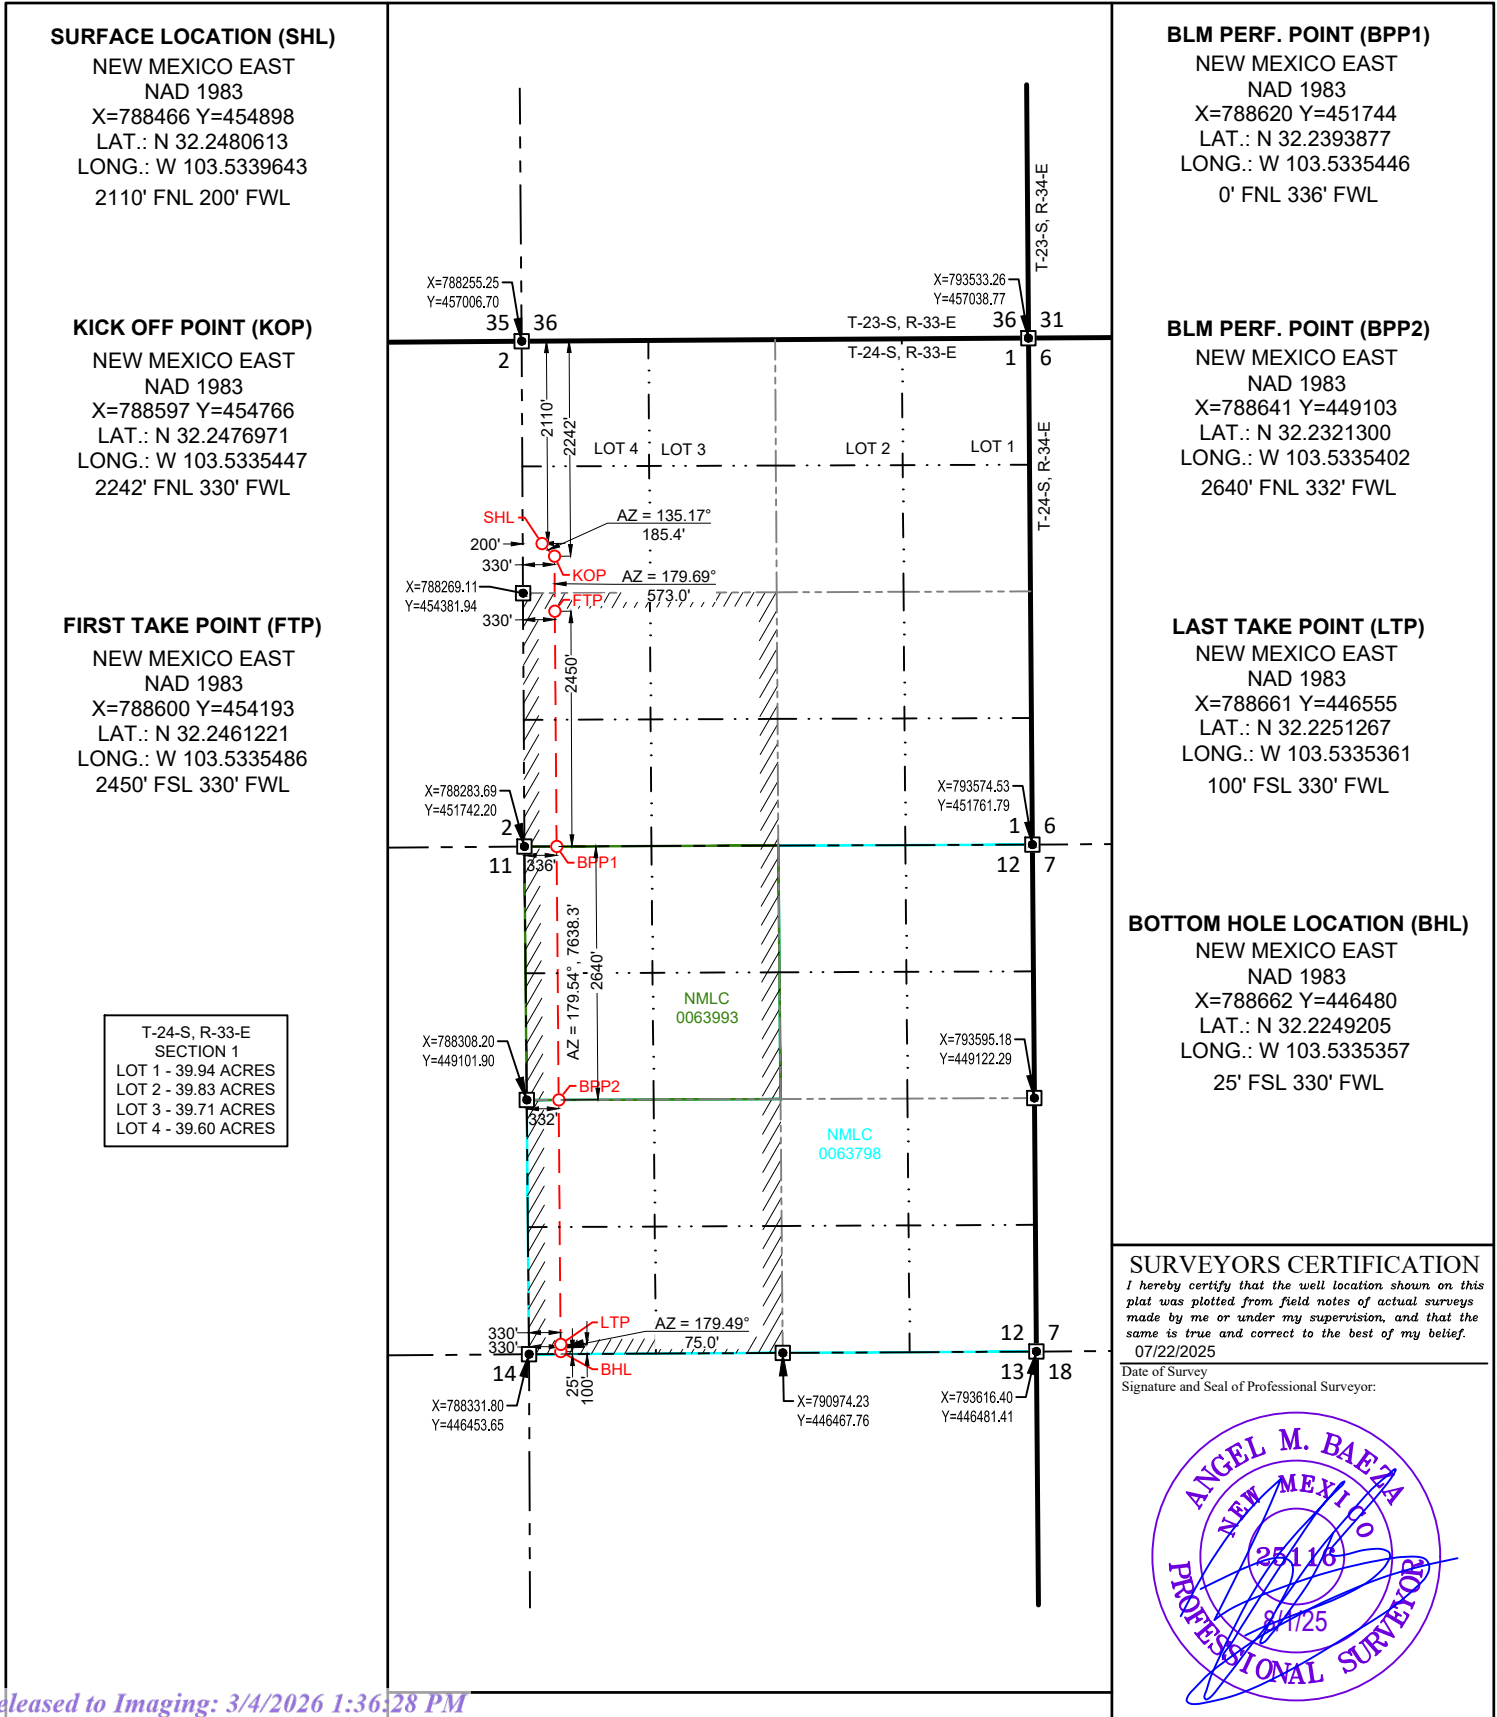 SURFACE LOCATION (SHL)
NEW MEXICO EAST
NAD 1983
X=788466 Y=454898
LAT.: N 32.2480613
LONG.: W 103.5339643
2110' FNL 200' FWL
KICK OFF POINT (KOP)
NEW MEXICO EAST
NAD 1983
X=788597 Y=454766
LAT.: N 32.2476971
LONG.: W 103.5335447
2242' FNL 330' FWL
FIRST TAKE POINT (FTP)
NEW MEXICO EAST
NAD 1983
X=788600 Y=454193
LAT.: N 32.2461221
LONG.: W 103.5335486
2450' FSL 330' FWL
T-24-S, R-33-E
SECTION 1
LOT 1 - 39.94 ACRES
LOT 2 - 39.83 ACRES
LOT 3 - 39.71 ACRES
LOT 4 - 39.60 ACRES
T-23-S, R-34-E
X=788255.25
Y=457006.70
X=793533.26
Y=457038.77
35 36
T-23-S, R-33-E
36 31
2
T-24-S, R-33-E
1 6
2110'
2242'
LOT 4
LOT 3
LOT 2
LOT 1
T-24-S, R-34-E
SHL
AZ = 135.17°
185.4'
200'
330'
KOP
AZ = 179.69°
573.0'
X=788269.11
Y=454381.94
FTP
330'
2450'
X=788283.69
Y=451742.20
X=793574.53
Y=451761.79
2
1 6
11
336'
BPP1
12 7
AZ = 179.54°, 7638.3'
2640'
NMLC
0063993
X=788308.20
Y=449101.90
X=793595.18
Y=449122.29
BPP2
332'
NMLC
0063798
330'
LTP
AZ = 179.49°
75.0'
12 7
330'
14
BHL
13 18
25'
100'
X=788331.80
Y=446453.65
X=790974.23
Y=446467.76
X=793616.40
Y=446481.41
BLM PERF. POINT (BPP1)
NEW MEXICO EAST
NAD 1983
X=788620 Y=451744
LAT.: N 32.2393877
LONG.: W 103.5335446
0' FNL 336' FWL
BLM PERF. POINT (BPP2)
NEW MEXICO EAST
NAD 1983
X=788641 Y=449103
LAT.: N 32.2321300
LONG.: W 103.5335402
2640' FNL 332' FWL
LAST TAKE POINT (LTP)
NEW MEXICO EAST
NAD 1983
X=788661 Y=446555
LAT.: N 32.2251267
LONG.: W 103.5335361
100' FSL 330' FWL
BOTTOM HOLE LOCATION (BHL)
NEW MEXICO EAST
NAD 1983
X=788662 Y=446480
LAT.: N 32.2249205
LONG.: W 103.5335357
25' FSL 330' FWL
SURVEYORS CERTIFICATION
I hereby certify that the well location shown on this
plat was plotted from field notes of actual surveys
made by me or under my supervision, and that the
same is true and correct to the best of my belief.
07/22/2025
Date of Survey
Signature and Seal of Professional Surveyor:
ANGEL M. BAEZA
NEW MEXICO
25116
8/1/25
PROFESSIONAL SURVEYOR
eleased to Imaging: 3/4/2026 1:36:28 PM